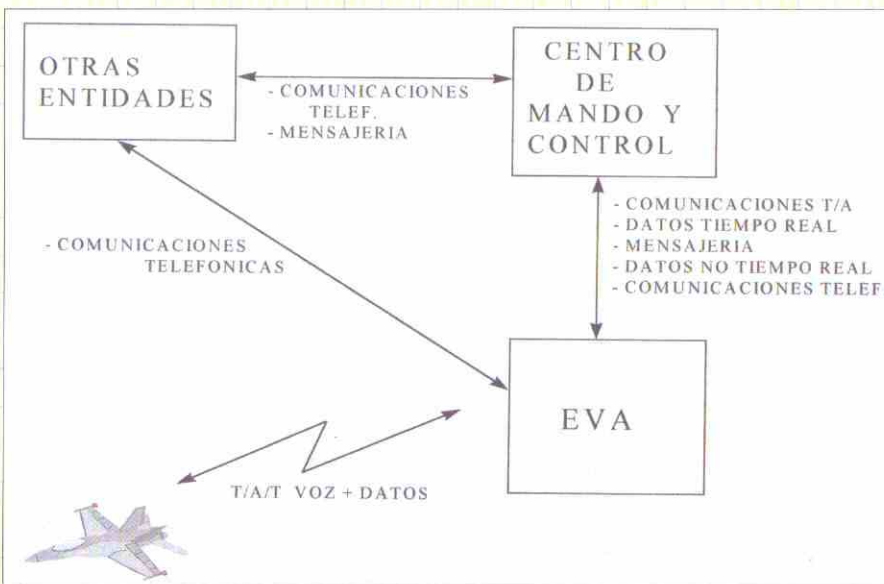 OTRAS
ENTIDADES
CENTRO
DE
MANDO Y
CONTROL
- COMUNICACIONES
TELEF.
- MENSAJERIA
- COMUNICACIONES T/A
- DATOS TIEMPO REAL
- MENSAJERIA
- DATOS NO TIEMPO REAL
- COMUNICACIONES TELEF
- COMUNICACIONES
TELEFONICAS
EVA
T/A/T VOZ + DATOS